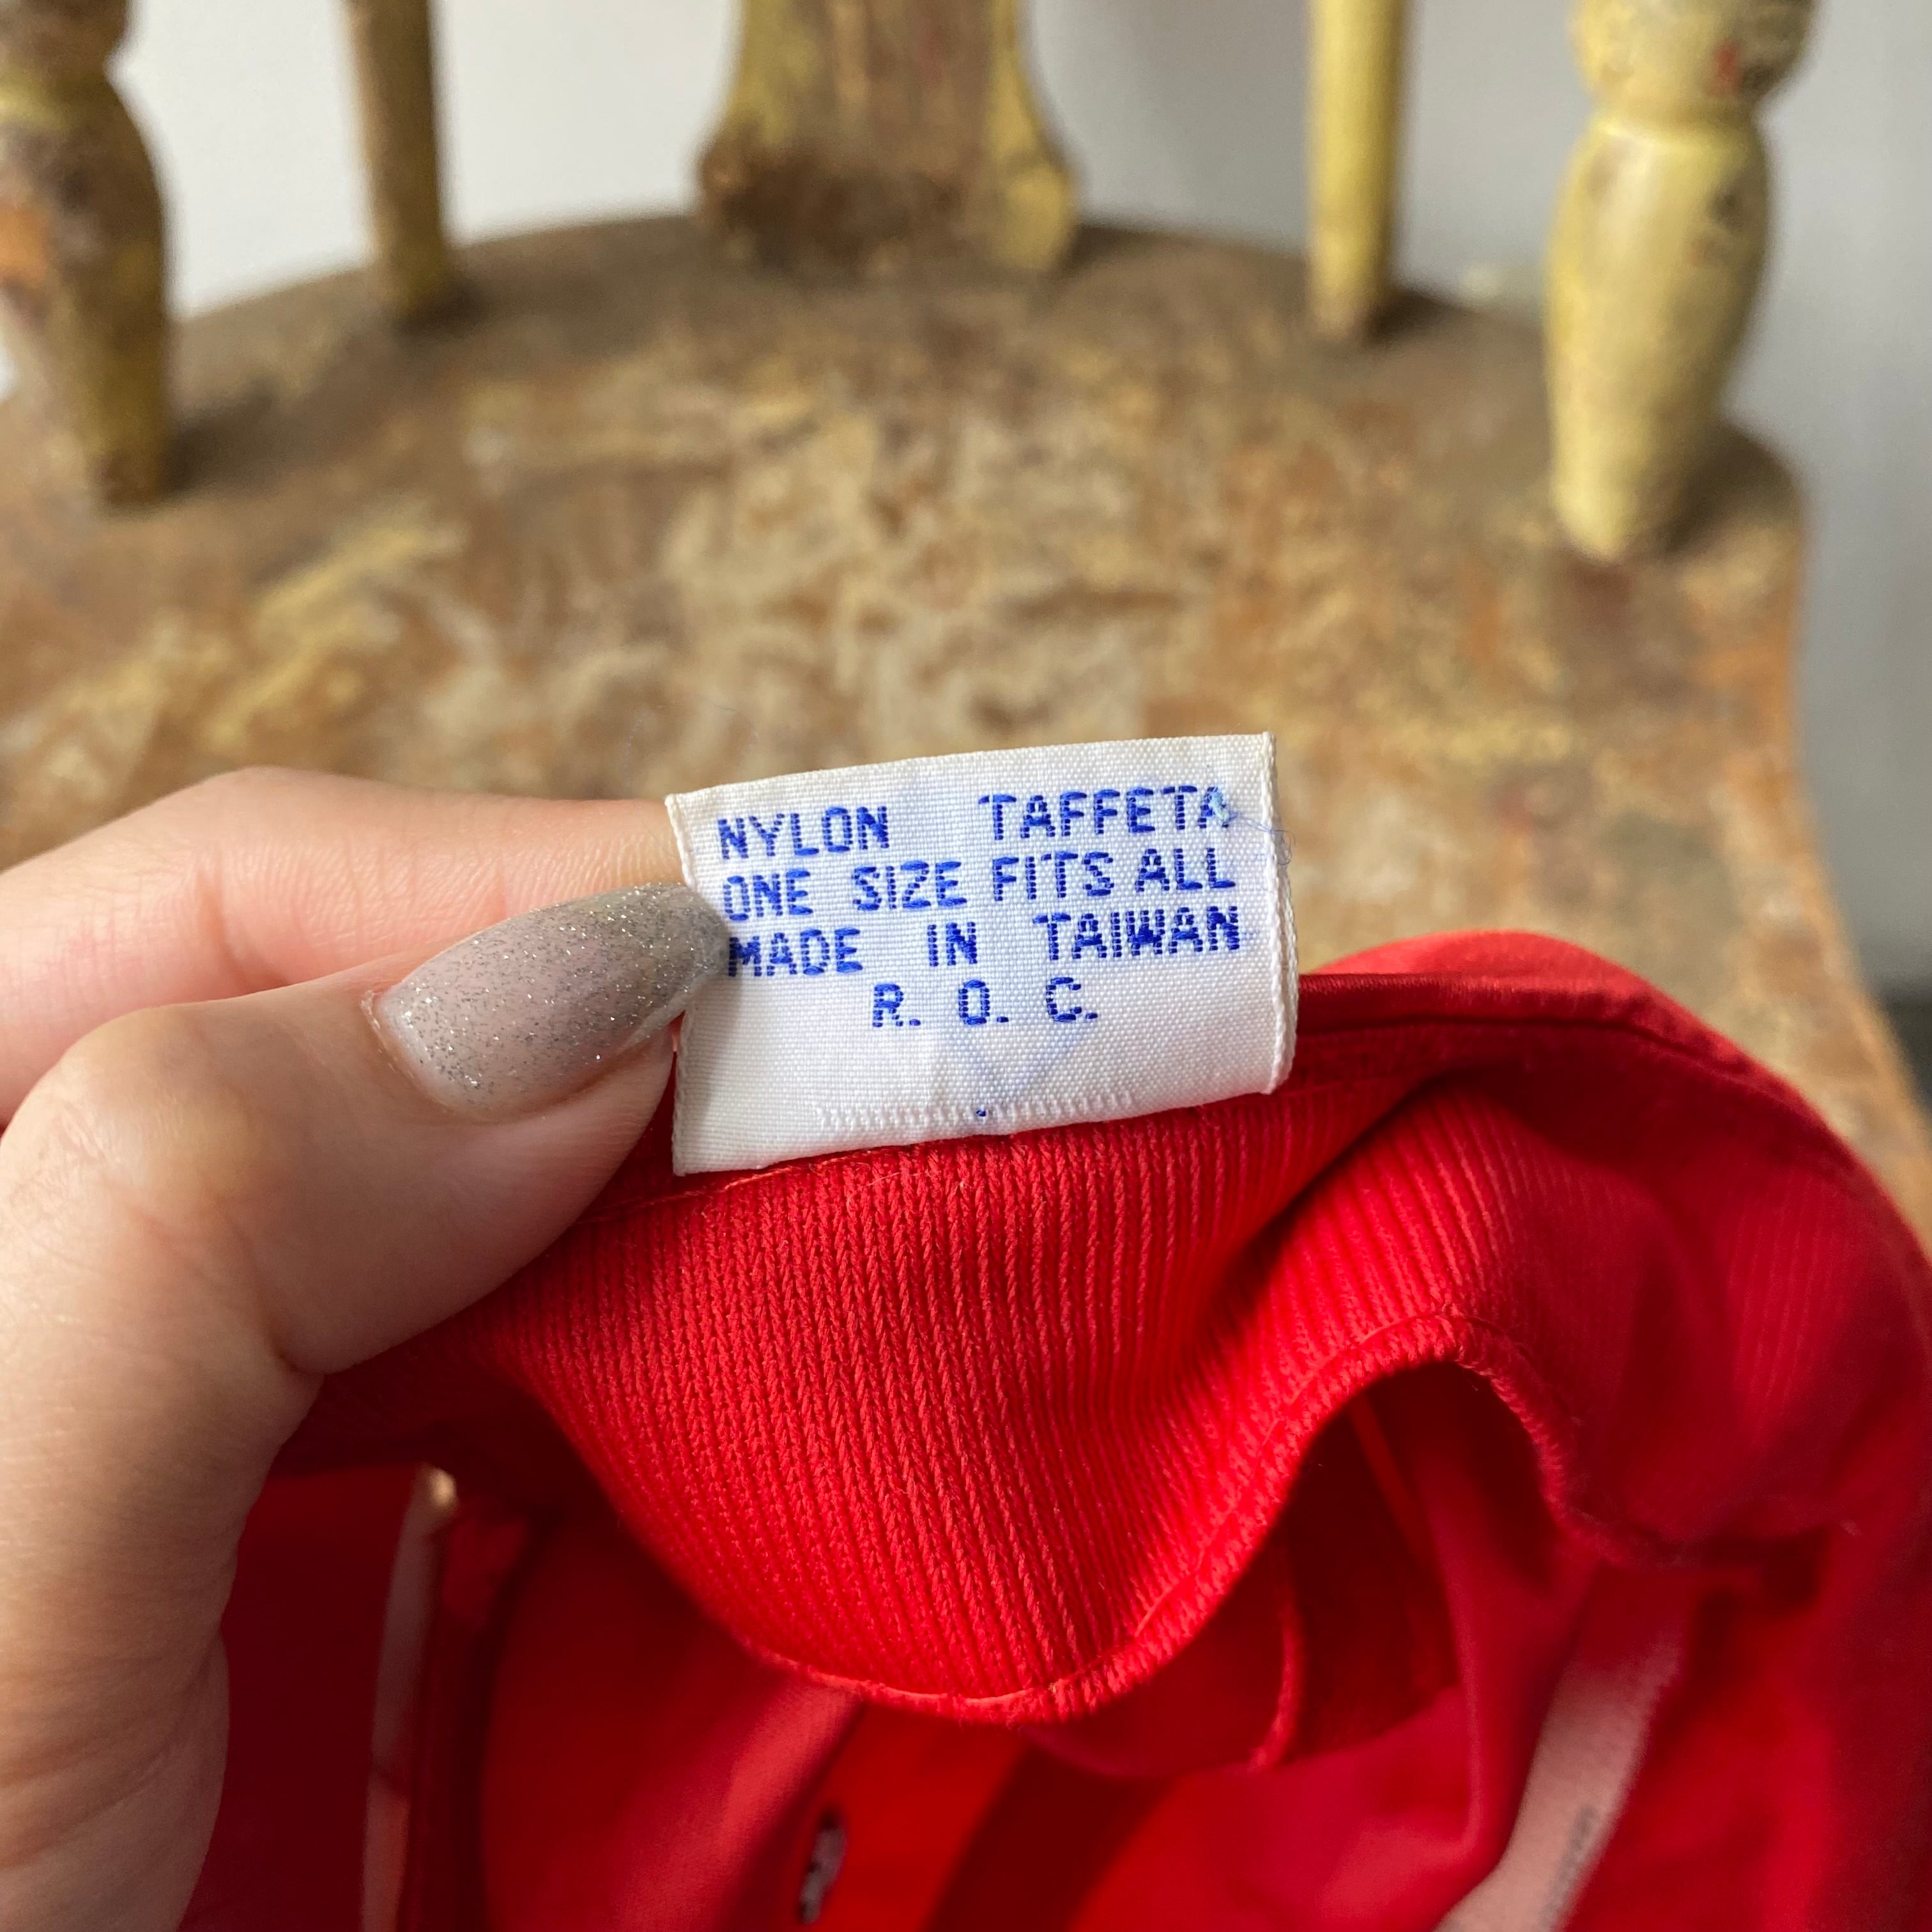 NYLON TAFFETA
ONE SIZE FITS ALL
MADE IN TAIWAN
R. O. C.